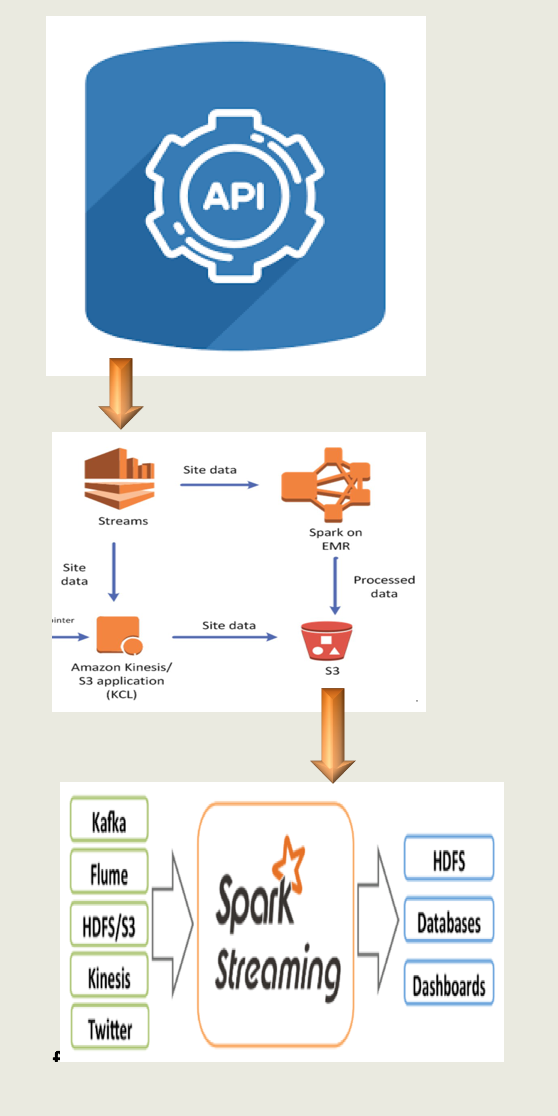 API
Site data
Streams
Spark on
EMR
Site
data
Processed
data
Site data
Amazon Kinesis/
S3 application
(KCL)
S3
Kafka
Flume
HDFS/S3
Kinesis
Twitter
Spark
Streaming
HDFS
Databases
Dashboards